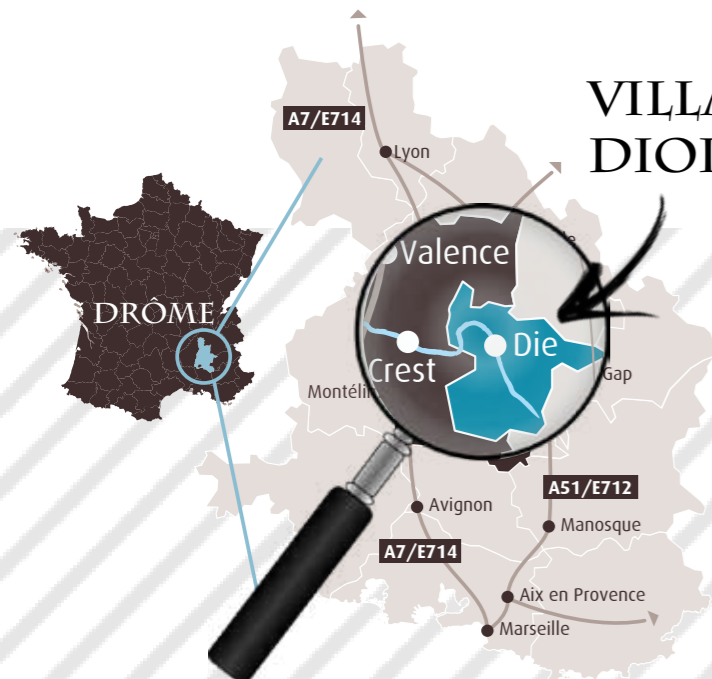 VILLA
DIOI
A7/E714
Lyon
Valence
DRÔME
Die
Crest
Gap
Montéli
A51/E712
Avignon
Manosque
A7/E714
Aix en Provence
Marseille